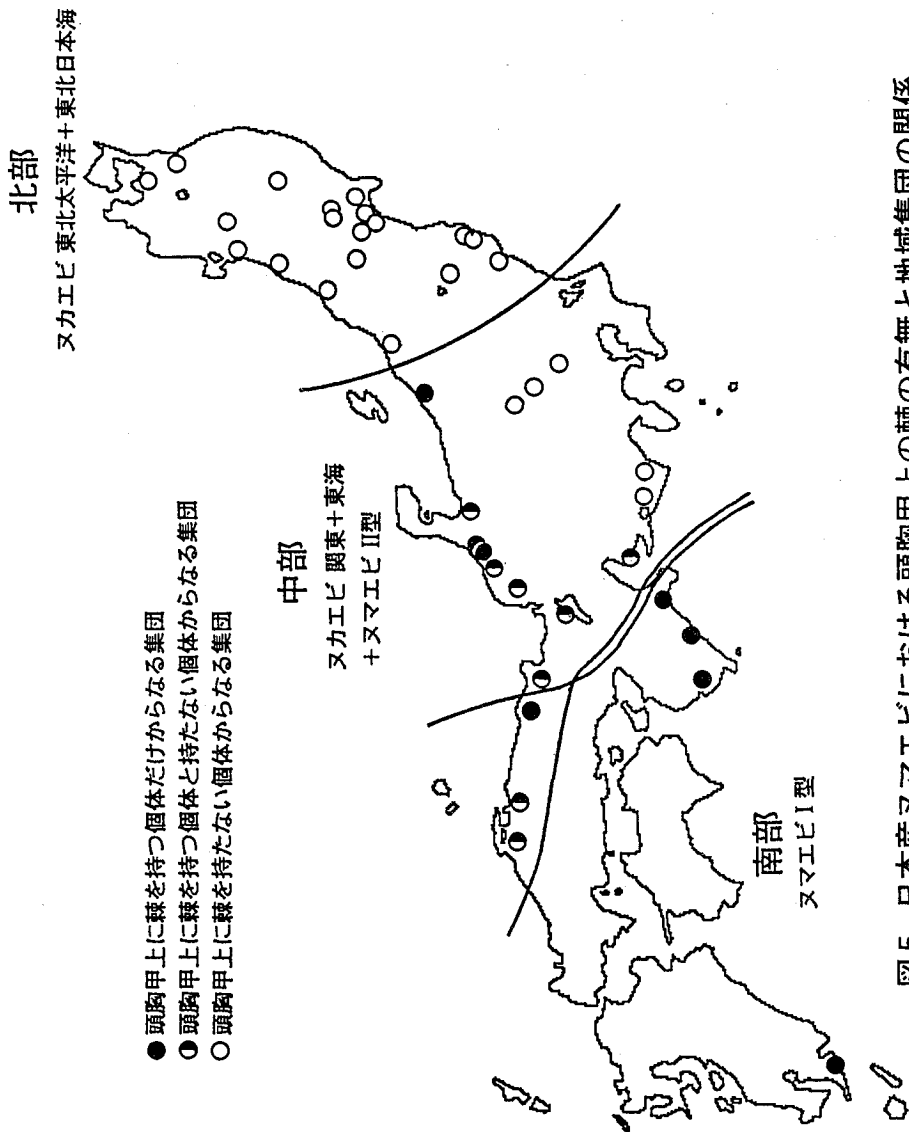 北部
ヌカエビ 東北太平洋＋東北日本海
中部
ヌカエビ 関東＋東海
＋ヌマエビ II型
南部
ヌマエビ I 型
● 頭胸甲上に棘を持つ個体だけからなる集団
◐ 頭胸甲上に棘を持つ個体と持たない個体からなる集団
○ 頭胸甲上に棘を持たない個体からなる集団
図5 日本産ヌマエビにおける頭胸甲上の棘の有無と地域集団の関係